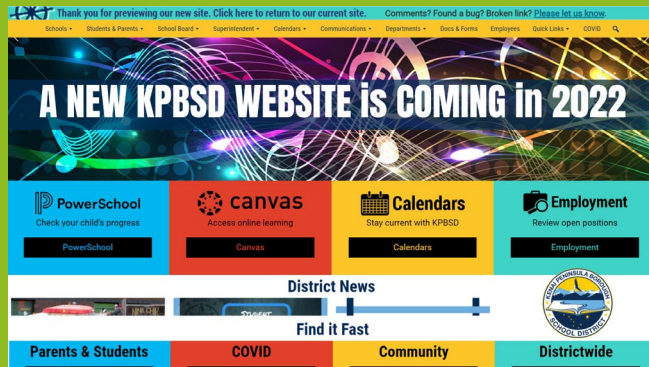 Thank you for previewing our new site. Click here to return to our current site. Comments? Found a bug? Broken link? Please let us know.
Schools Students & Parents School Board Superintendent Calendars Communications Departments Docs & Forms Employees Quick Links COVID
A NEW KPBSD WEBSITE is COMING in 2022
PowerSchool canvas Calendars Employment
Check your child's progress Access online learning Stay current with KPBSD Review open positions
PowerSchool Canvas Calendars Employment
District News
KENAI PENINSULA BOROUGH
SCHOOL DISTRICT
STUDENT
Find it Fast
Parents & Students COVID Community Districtwide